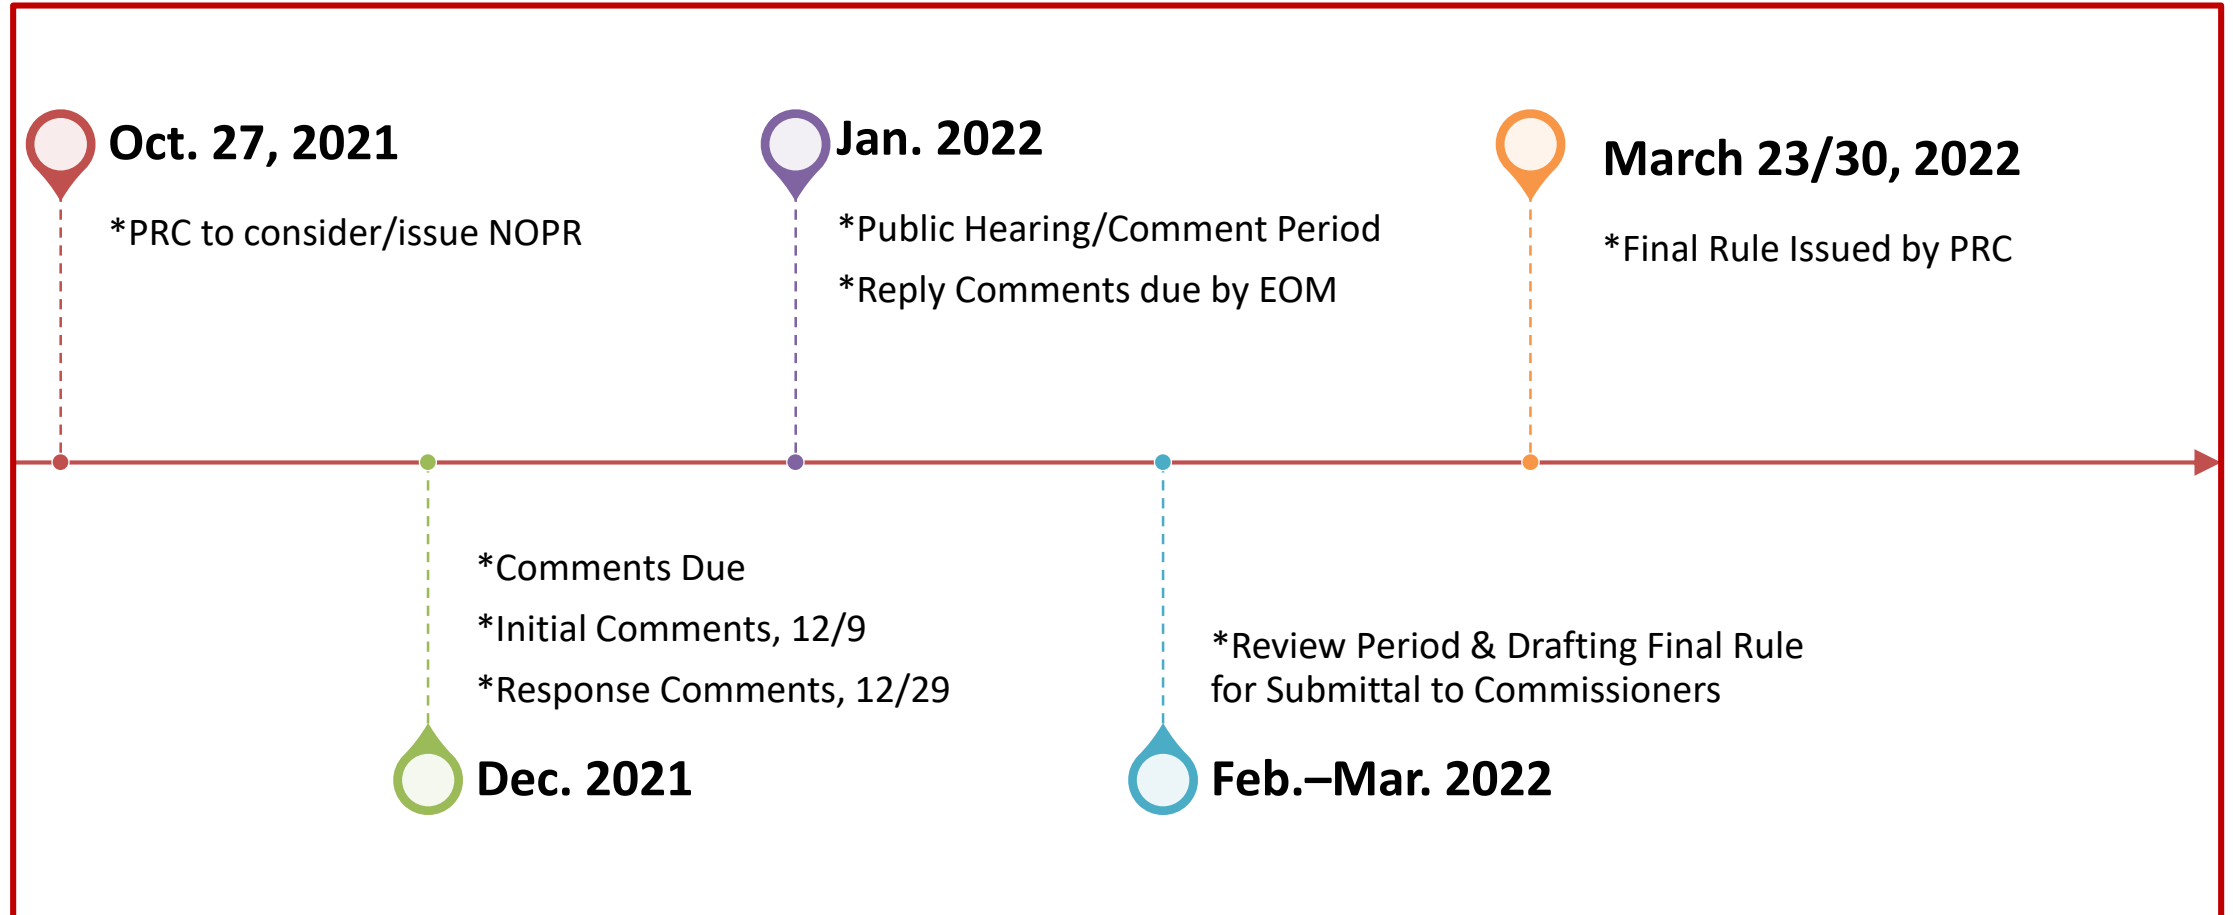 Oct. 27, 2021
*PRC to consider/issue NOPR
*Comments Due
*Initial Comments, 12/9
*Response Comments, 12/29
Dec. 2021
Jan. 2022
*Public Hearing/Comment Period
*Reply Comments due by EOM
*Review Period & Drafting Final Rule
for Submittal to Commissioners
Feb.–Mar. 2022
March 23/30, 2022
*Final Rule Issued by PRC